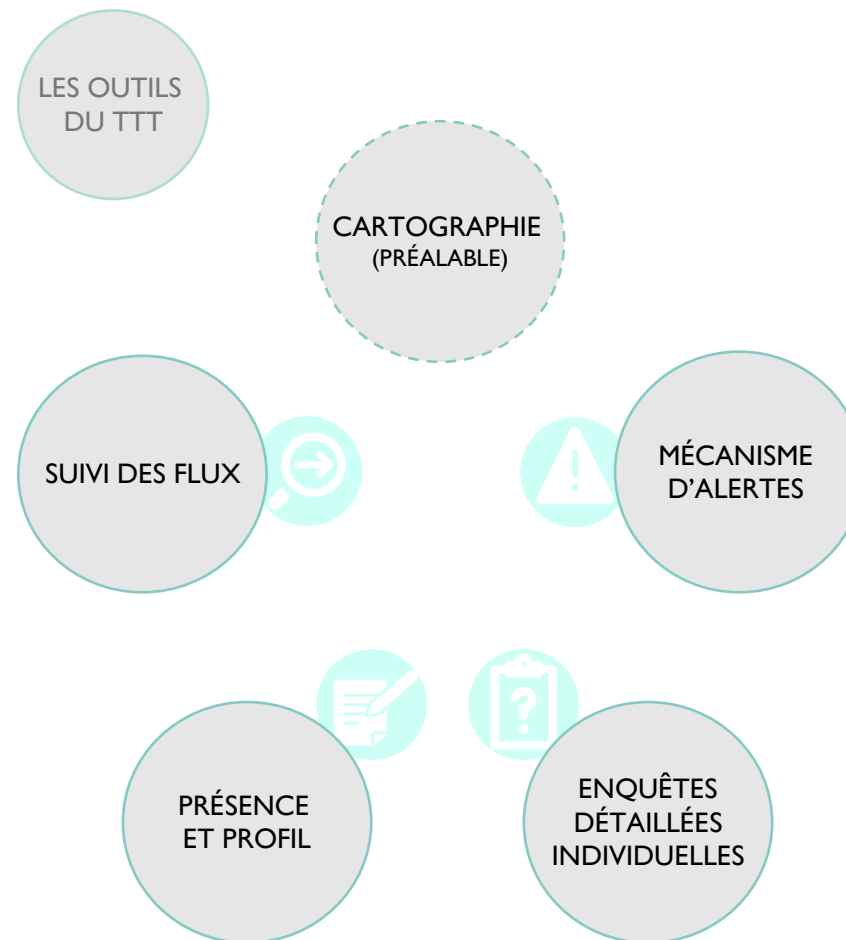 LES OUTILS
DU TTT
CARTOGRAPHIE
(PRÉALABLE)
SUIVI DES FLUX
MÉCANISME
D’ALERTES
PRÉSENCE
ET PROFIL
ENQUÊTES
DÉTAILLÉES
INDIVIDUELLES
?